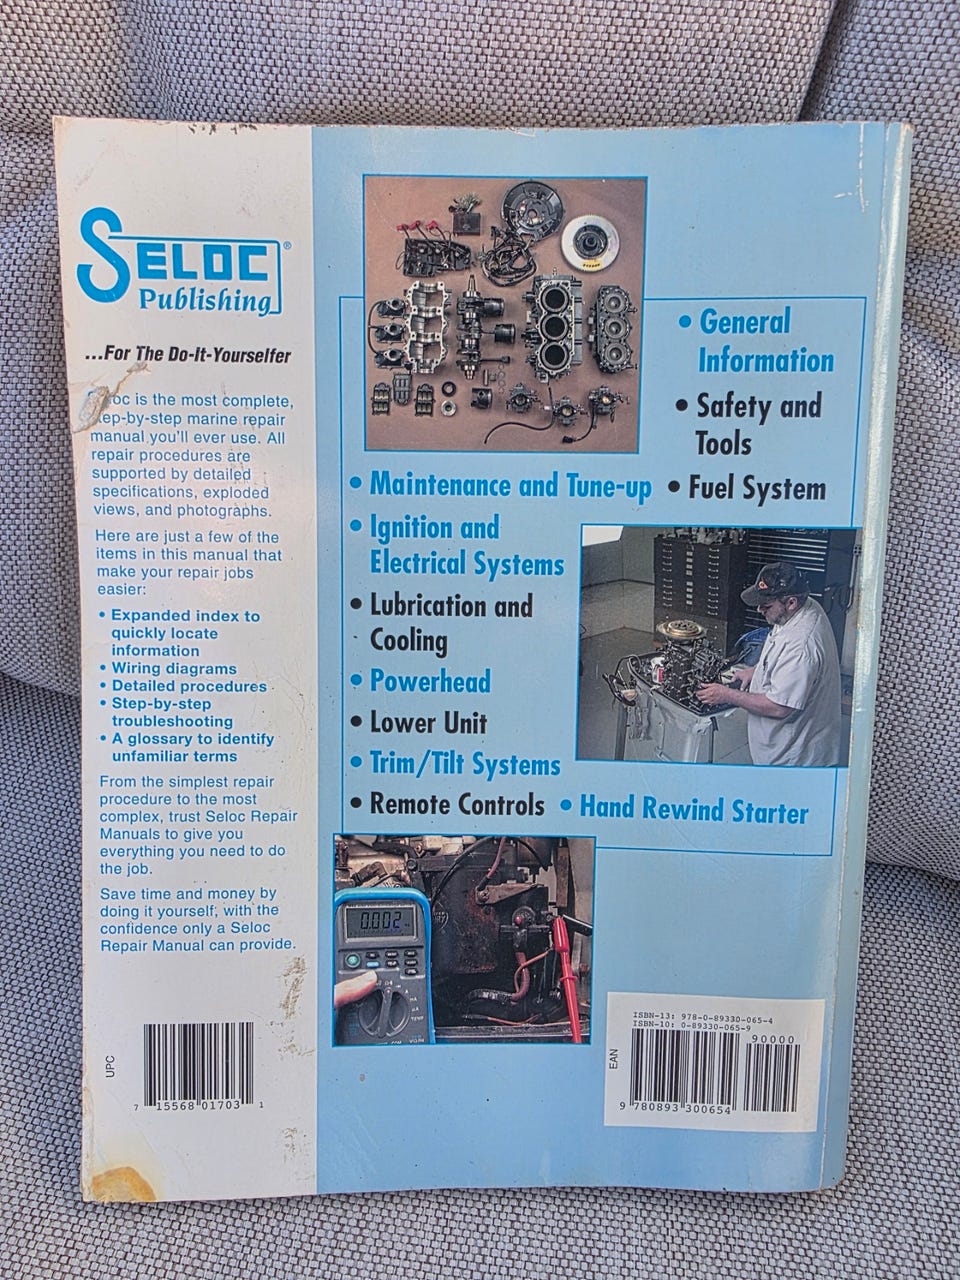 SELOC®
Publishing
...For The Do-It-Yourselfer
is the most complete,
step-by-step marine repair
manual you'll ever use. All
repair procedures are
supported by detailed
specifications, exploded
views, and photographs.
Here are just a few of the
items in this manual that
make your repair jobs
easier:
• Expanded index to
quickly locate
information
• Wiring diagrams
• Detailed procedures
• Step-by-step
troubleshooting
• A glossary to identify
unfamiliar terms
From the simplest repair
procedure to the most
complex, trust Seloc Repair
Manuals to give you
everything you need to do
the job.
Save time and money by
doing it yourself, with the
confidence only a Seloc
Repair Manual can provide.
UPC
7 15568 01703 1
• General
Information
• Safety and
Tools
• Maintenance and Tune-up • Fuel System
• Ignition and
Electrical Systems
• Lubrication and
Cooling
• Powerhead
• Lower Unit
• Trim/Tilt Systems
• Remote Controls • Hand Rewind Starter
0.002
ISBN-13: 978-0-89330-065-4
ISBN-10: 0-89330-065-9
90000
EAN
9 780893 300654